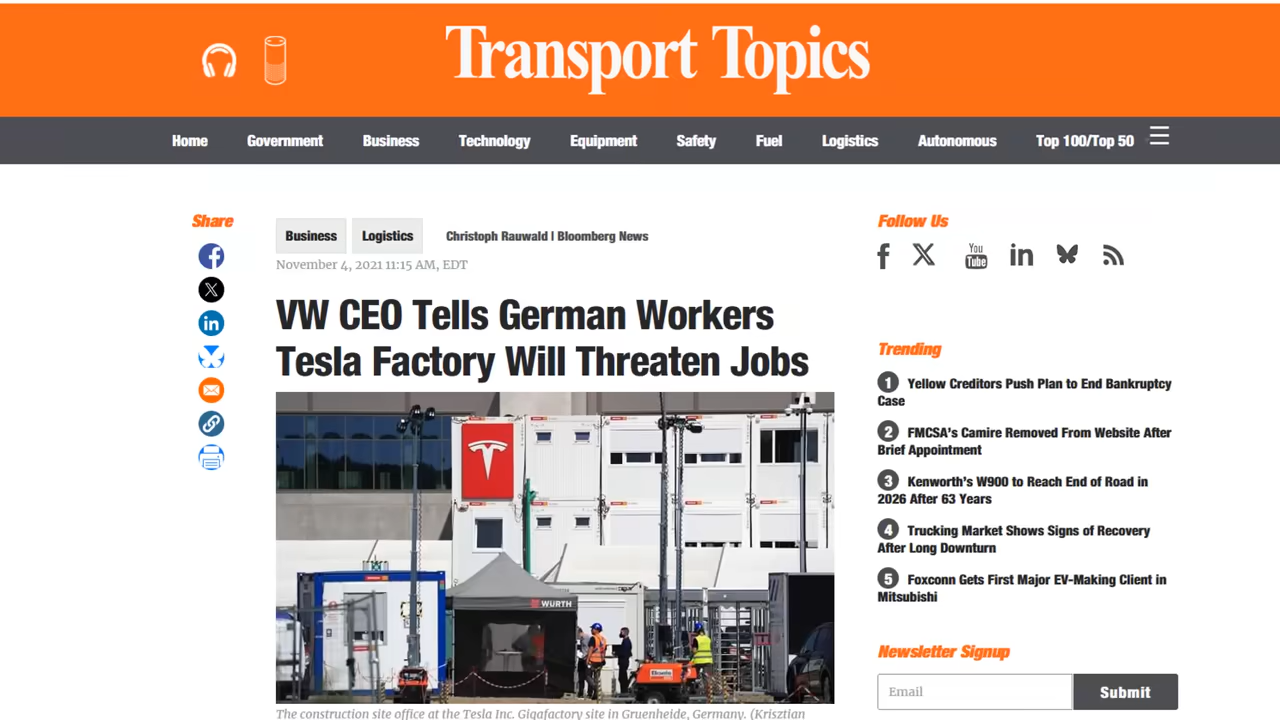 Transport Topics
Home Government Business Technology Equipment Safety Fuel Logistics Autonomous Top 100/Top 50
Share
Business Logistics Christoph Rauwald | Bloomberg News
November 4, 2021 11:15 AM, EDT
VW CEO Tells German Workers
Tesla Factory Will Threaten Jobs
WÜRTH
The construction site office at the Tesla Inc. Gigafactory site in Gruenheide, Germany. (Krisztian
Follow Us
You
Tube
Trending
1 Yellow Creditors Push Plan to End Bankruptcy
Case
2 FMCSA's Camire Removed From Website After
Brief Appointment
3 Kenworth's W900 to Reach End of Road in
2026 After 63 Years
4 Trucking Market Shows Signs of Recovery
After Long Downturn
5 Foxconn Gets First Major EV-Making Client in
Mitsubishi
Newsletter Signup
Email Submit